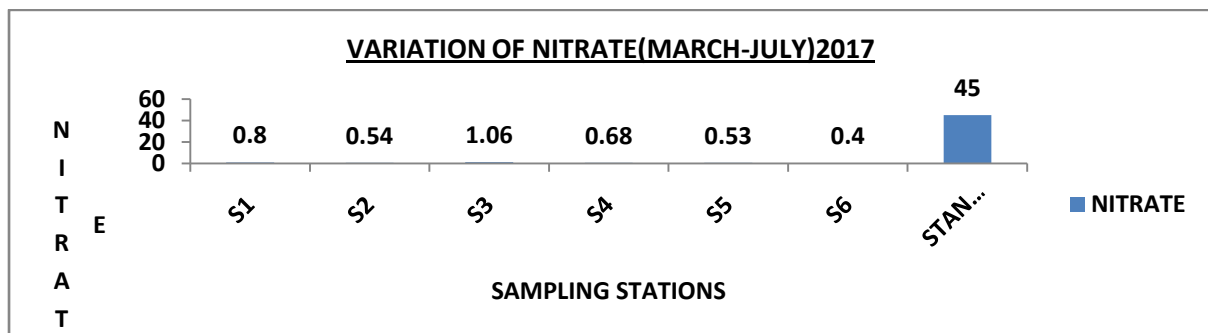 VARIATION OF NITRATE(MARCH-JULY)2017
NITRATE
60
40
20
0
0.8
0.54
1.06
0.68
0.53
0.4
45
S1
S2
S3
S4
S5
S6
STAN...
SAMPLING STATIONS
NITRATE